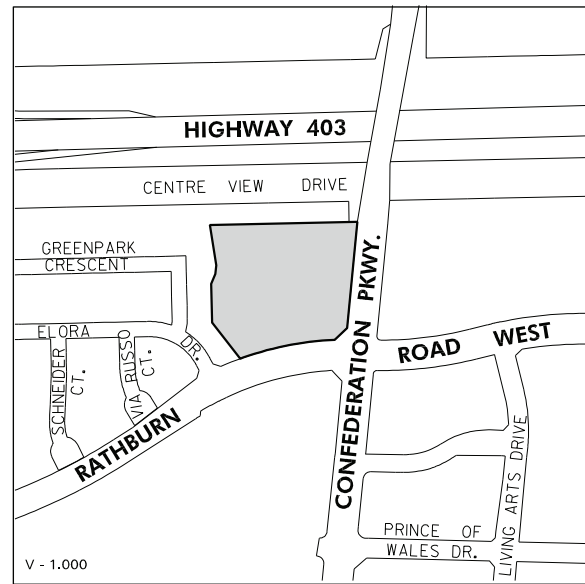 HIGHWAY 403
CENTRE VIEW DRIVE
GREENPARK
CRESCENT
ELORA
DR.
SCHNEIDER
CT.
VIA RUSSO
CT.
RATHBURN
ROAD WEST
CONFEDERATION PKWY.
LIVING ARTS DRIVE
PRINCE OF
WALES DR.
V - 1.000